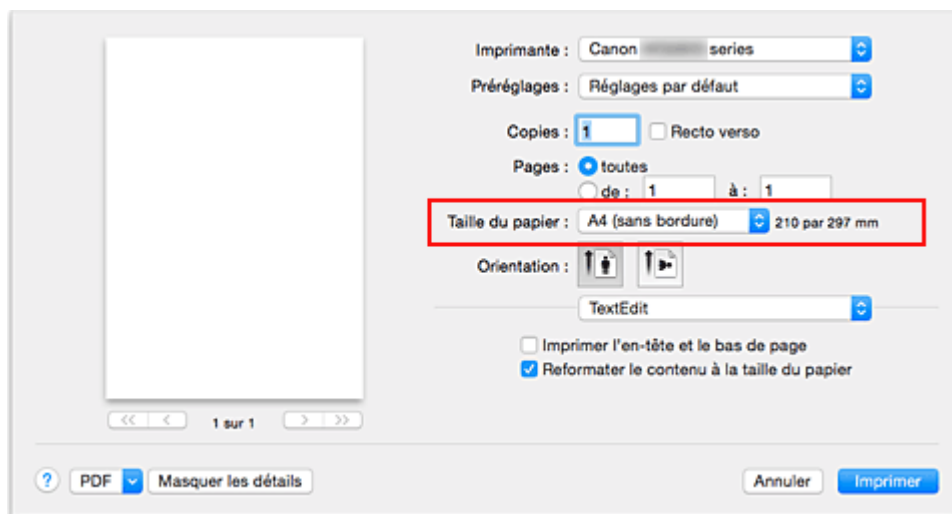 Imprimante : Canon series
Préréglages : Réglages par défaut
Copies : 1 Recto verso
Pages : toutes
de : 1 à : 1
Taille du papier : A4 (sans bordure) 210 par 297 mm
Orientation :
TextEdit
Imprimer l'en-tête et le bas de page
Reformater le contenu à la taille du papier
<< < 1 sur 1 > >>
? PDF Masquer les détails Annuler Imprimer